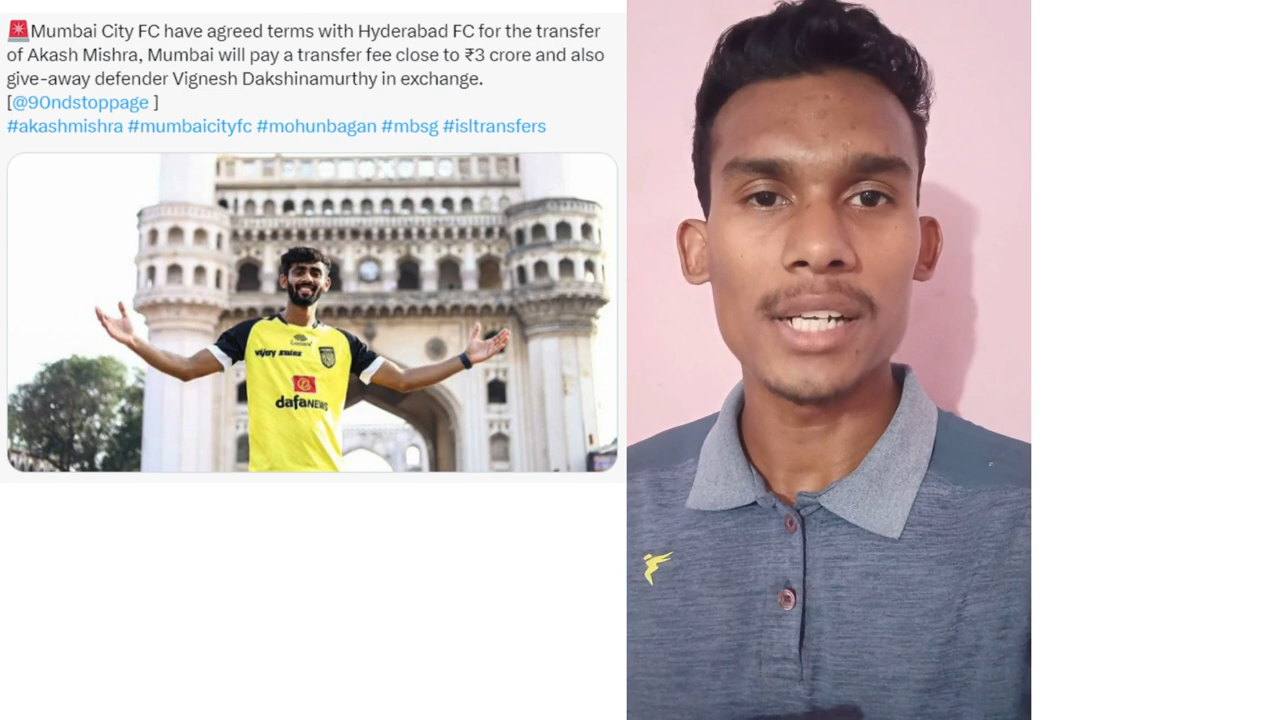 🚨Mumbai City FC have agreed terms with Hyderabad FC for the transfer
of Akash Mishra, Mumbai will pay a transfer fee close to ₹3 crore and also
give-away defender Vignesh Dakshinamurthy in exchange.
[@90ndstoppage ]
#akashmishra #mumbaicityfc #mohunbagan #mbsg #isltransfers
vijay sales
dafaNEWS